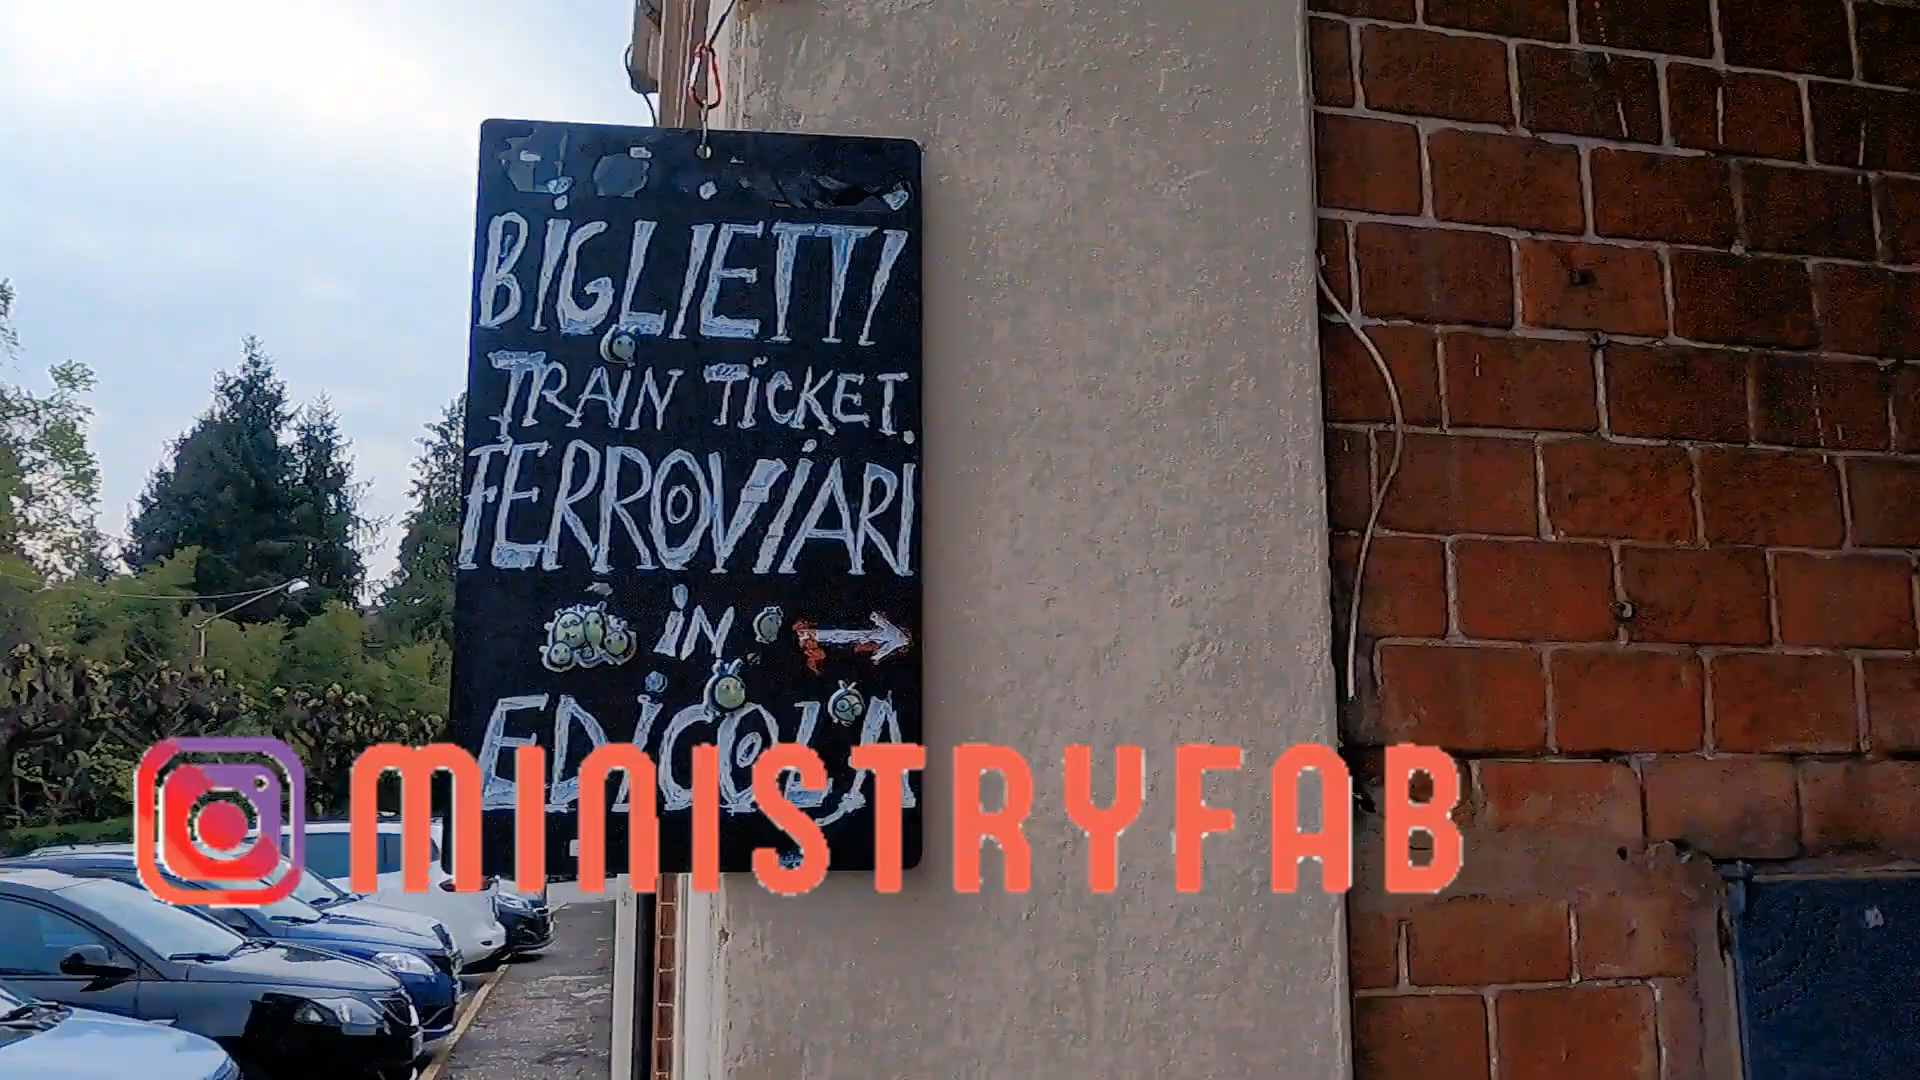 BIGLIETTI
TRAIN TICKET.
FERROVIARI
iN
EDICOLA
MINISTRYFAB